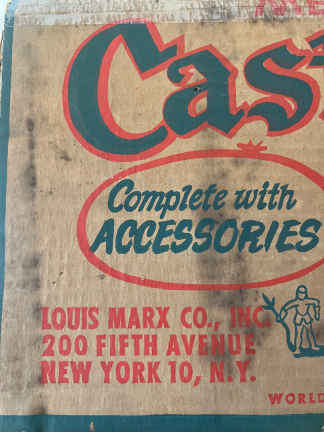 Cas
Complete with
ACCESSORIES
LOUIS MARX CO., INC.
200 FIFTH AVENUE
NEW YORK 10, N.Y.
WORLD